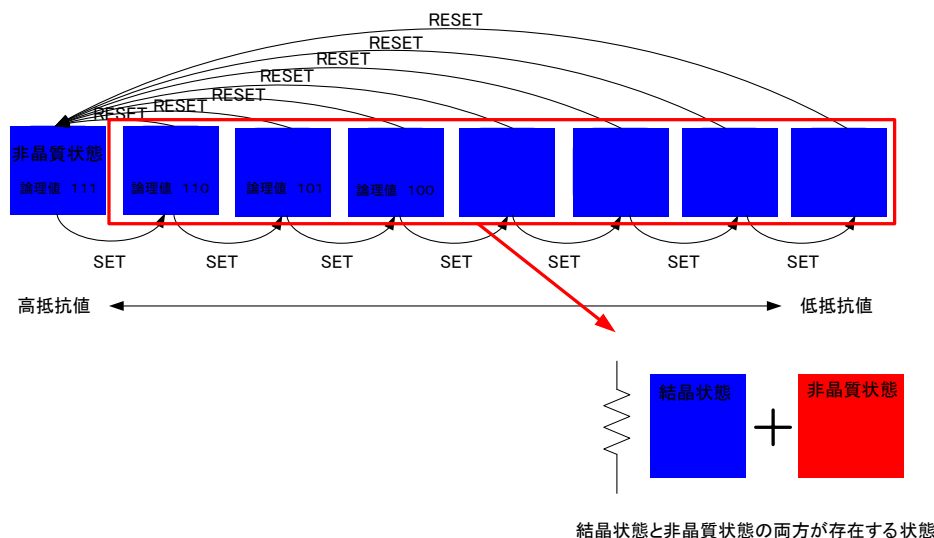 RESET
RESET
RESET
RESET
RESET
RESET
RESET
非晶質状態
論理値 111
論理値 110
論理値 101
論理値 100
SET
SET
SET
SET
SET
SET
SET
高抵抗値
低抵抗値
結晶状態
非晶質状態
結晶状態と非晶質状態の両方が存在する状態